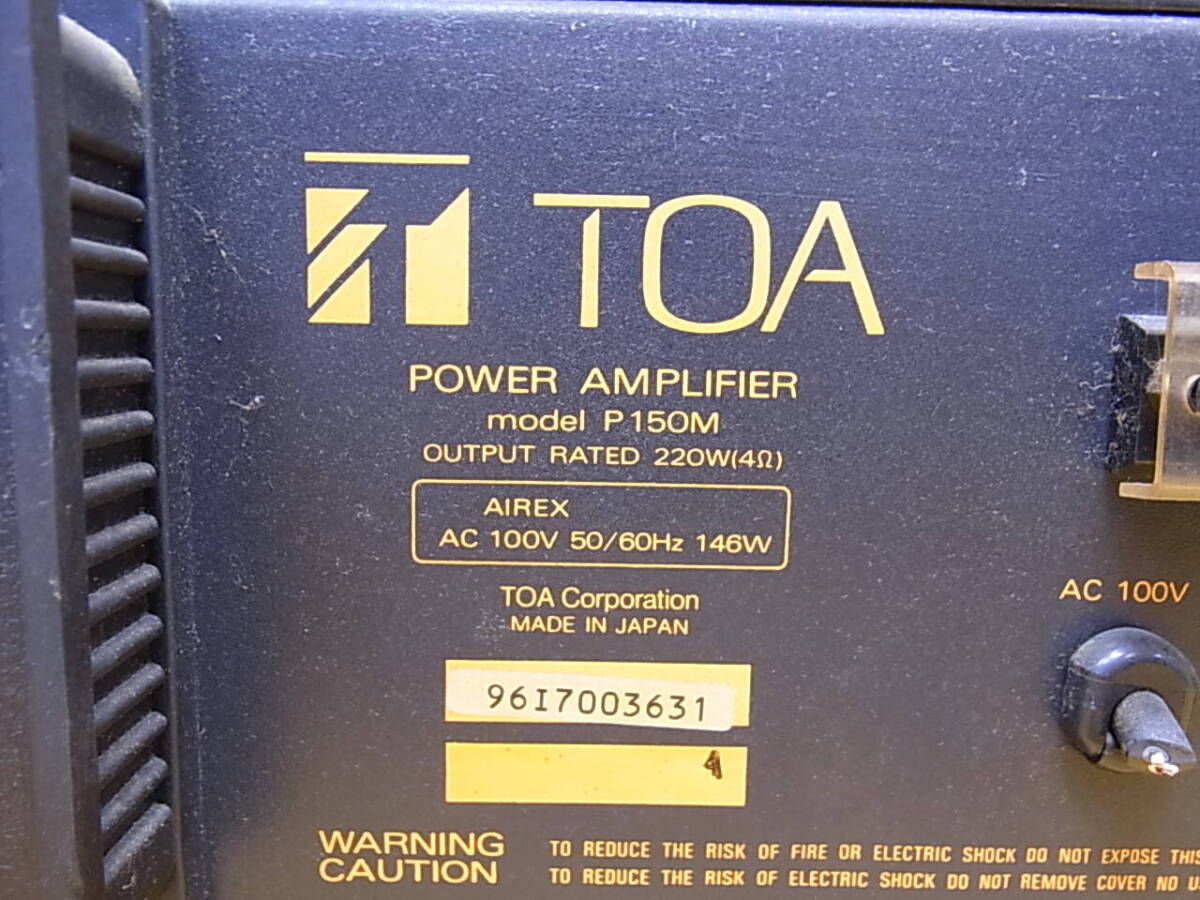 TOA
POWER AMPLIFIER
model P150M
OUTPUT RATED 220W(4Ω)
AIREX
AC 100V 50/60Hz 146W
TOA Corporation
MADE IN JAPAN
96I7003631
AC 100V
WARNING
TO REDUCE THE RISK OF FIRE OR ELECTRIC SHOCK DO NOT EXPOSE THIS
CAUTION
TO REDUCE THE RISK OF ELECTRIC SHOCK DO NOT REMOVE COVER NO U